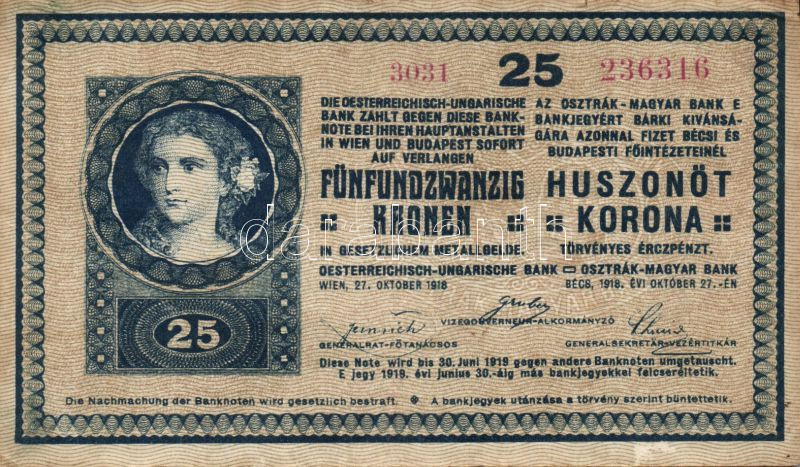 3031 25 236316
DIE OESTERREICHISCH-UNGARISCHE
BANK ZAHLT GEGEN DIESE BANK-
NOTE BEI IHREN HAUPTANSTALTEN
IN WIEN UND BUDAPEST SOFORT
AUF VERLANGEN
FÜNFUNDZWANZIG
KRONEN
IN GESETZLICHEM METALLGELDE.
AZ OSZTRÁK-MAGYAR BANK E
BANKJEGYÉRT BÁRKI KIVÁNSÁ-
GÁRA AZONNAL FIZET BÉCSI ÉS
BUDAPESTI FŐINTÉZETEINÉL
HUSZONÖT
KORONA
TÖRVÉNYES ÉRCZPÉNZT.
darabanth
OESTERREICHISCH-UNGARISCHE BANK – OSZTRÁK-MAGYAR BANK
WIEN, 27. OKTOBER 1918 BÉCS, 1918. ÉVI OKTÓBER 27.-ÉN
Gruber
VIZEGOUVERNEUR-ALKORMÁNYZÓ
GENERALRAT-FŐTANÁCSOS
GENERALSEKRETÄR-VEZÉRTITKÁR
25
Diese Note wird bis 30. Juni 1919 gegen andere Banknoten umgetauscht.
E jegy 1919. évi junius 30.-áig más bankjegyekkel felcseréltetik.
Die Nachmachung der Banknoten wird gesetzlich bestraft. A bankjegyek utánzása a törvény szerint büntettetik.